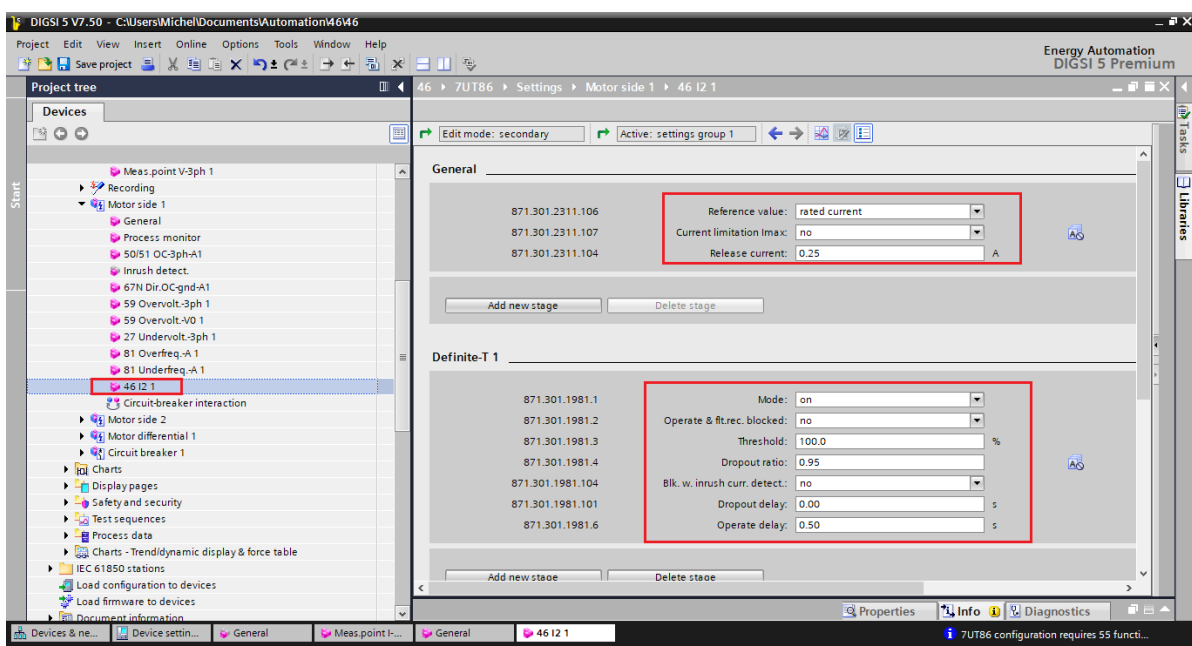 DIGSI 5 V7.50 - C:\Users\Michel\Documents\Automation\46\46
Project Edit View Insert Online Options Tools Window Help
Save project
Energy Automation
DIGSI 5 Premium
Project tree
46 ▸ 7UT86 ▸ Settings ▸ Motor side 1 ▸ 46 I2 1
Devices
Edit mode: secondary
Active: settings group 1
Start
Tasks
Libraries
Meas.point V-3ph 1
Recording
Motor side 1
General
Process monitor
50/51 OC-3ph-A1
Inrush detect.
67N Dir.OC-gnd-A1
59 Overvolt.-3ph 1
59 Overvolt.-V0 1
27 Undervolt.-3ph 1
81 Overfreq.-A 1
81 Underfreq.-A 1
46 I2 1
Circuit-breaker interaction
Motor side 2
Motor differential 1
Circuit breaker 1
Charts
Display pages
Safety and security
Test sequences
Process data
Charts - Trend/dynamic display & force table
IEC 61850 stations
Load configuration to devices
Load firmware to devices
Document information
General
871.301.2311.106 Reference value: rated current
871.301.2311.107 Current limitation Imax: no
871.301.2311.104 Release current: 0.25 A
Add new stage Delete stage
Definite-T 1
871.301.1981.1 Mode: on
871.301.1981.2 Operate & flt.rec. blocked: no
871.301.1981.3 Threshold: 100.0 %
871.301.1981.4 Dropout ratio: 0.95
871.301.1981.104 Blk. w. inrush curr. detect.: no
871.301.1981.101 Dropout delay: 0.00 s
871.301.1981.6 Operate delay: 0.50 s
Add new stage Delete stage
Properties Info Diagnostics
Devices & ne... Device settin... General Meas.point I-... General 46 I2 1
7UT86 configuration requires 55 functi...